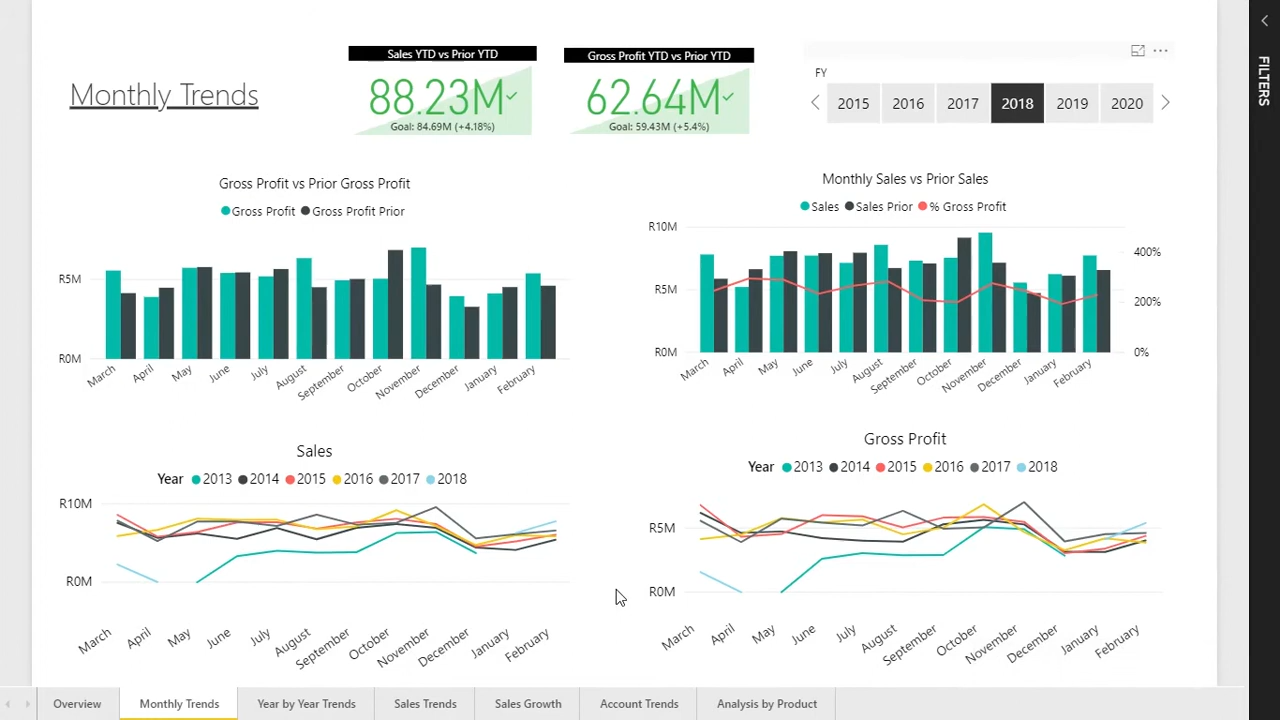 Monthly Trends
Sales YTD vs Prior YTD
88.23M
Goal: 84.69M (+4.18%)
Gross Profit YTD vs Prior YTD
62.64M
Goal: 59.43M (+5.4%)
FY
2015 2016 2017 2018 2019 2020
FILTERS
Gross Profit vs Prior Gross Profit
Gross Profit Gross Profit Prior
R5M
R0M
March April May June July August September October November December January February
Monthly Sales vs Prior Sales
Sales Sales Prior % Gross Profit
R10M
R5M
R0M
400%
200%
0%
March April May June July August September October November December January February
Sales
Year 2013 2014 2015 2016 2017 2018
R10M
R0M
March April May June July August September October November December January February
Gross Profit
Year 2013 2014 2015 2016 2017 2018
R5M
R0M
March April May June July August September October November December January February
Overview Monthly Trends Year by Year Trends Sales Trends Sales Growth Account Trends Analysis by Product